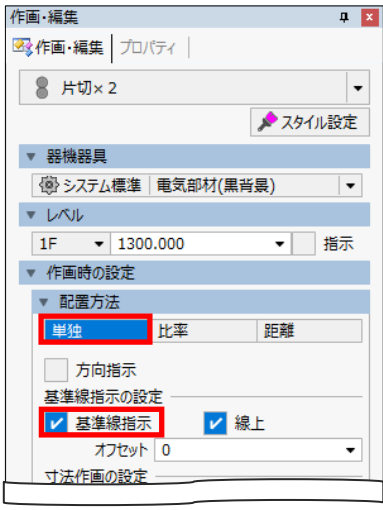 作画・編集
作画・編集 プロパティ
片切×2
スタイル設定
器機器具
システム標準 電気部材(黒背景)
レベル
1F 1300.000 指示
作画時の設定
配置方法
単独 比率 距離
方向指示
基準線指示の設定
基準線指示 線上
オフセット 0
寸法作画の設定